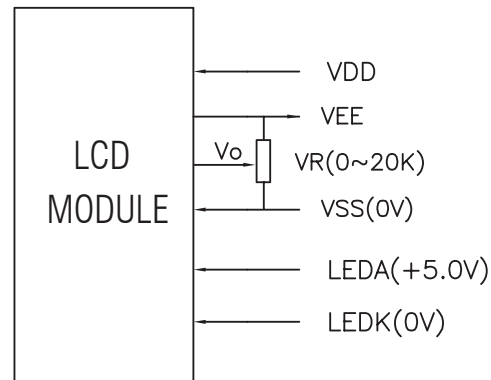 VDD
VEE
LCD
MODULE
Vo
VR(0~20K)
VSS(0V)
LEDA(+5.0V)
LEDK(0V)